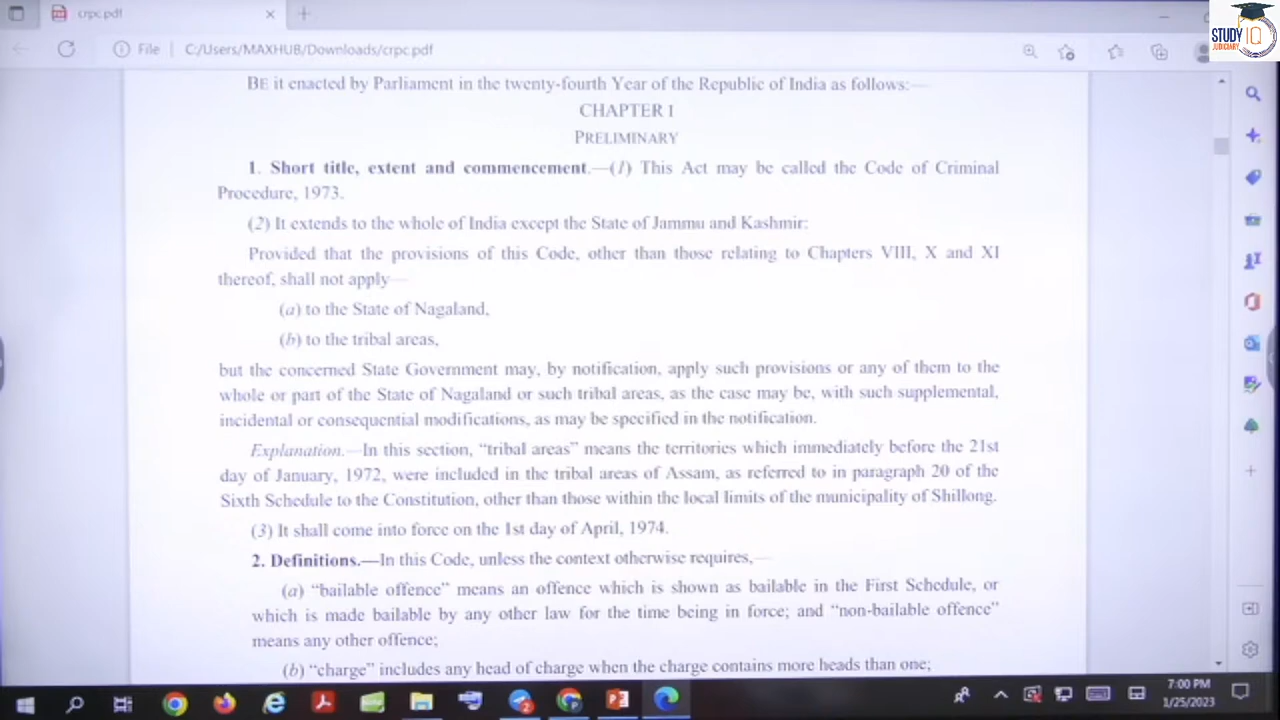 crpc.pdf
File
C:/Users/MAXHUB/Downloads/crpc.pdf
STUDY IQ
JUDICIARY
BE it enacted by Parliament in the twenty-fourth Year of the Republic of India as follows:—
CHAPTER I
PRELIMINARY
1. Short title, extent and commencement.—(1) This Act may be called the Code of Criminal
Procedure, 1973.
(2) It extends to the whole of India except the State of Jammu and Kashmir:
Provided that the provisions of this Code, other than those relating to Chapters VIII, X and XI
thereof, shall not apply—
(a) to the State of Nagaland,
(b) to the tribal areas,
but the concerned State Government may, by notification, apply such provisions or any of them to the
whole or part of the State of Nagaland or such tribal areas, as the case may be, with such supplemental,
incidental or consequential modifications, as may be specified in the notification.
Explanation.—In this section, “tribal areas” means the territories which immediately before the 21st
day of January, 1972, were included in the tribal areas of Assam, as referred to in paragraph 20 of the
Sixth Schedule to the Constitution, other than those within the local limits of the municipality of Shillong.
(3) It shall come into force on the 1st day of April, 1974.
2. Definitions.—In this Code, unless the context otherwise requires,—
(a) “bailable offence” means an offence which is shown as bailable in the First Schedule, or
which is made bailable by any other law for the time being in force; and “non-bailable offence”
means any other offence;
(b) “charge” includes any head of charge when the charge contains more heads than one;
7:00 PM
1/25/2023